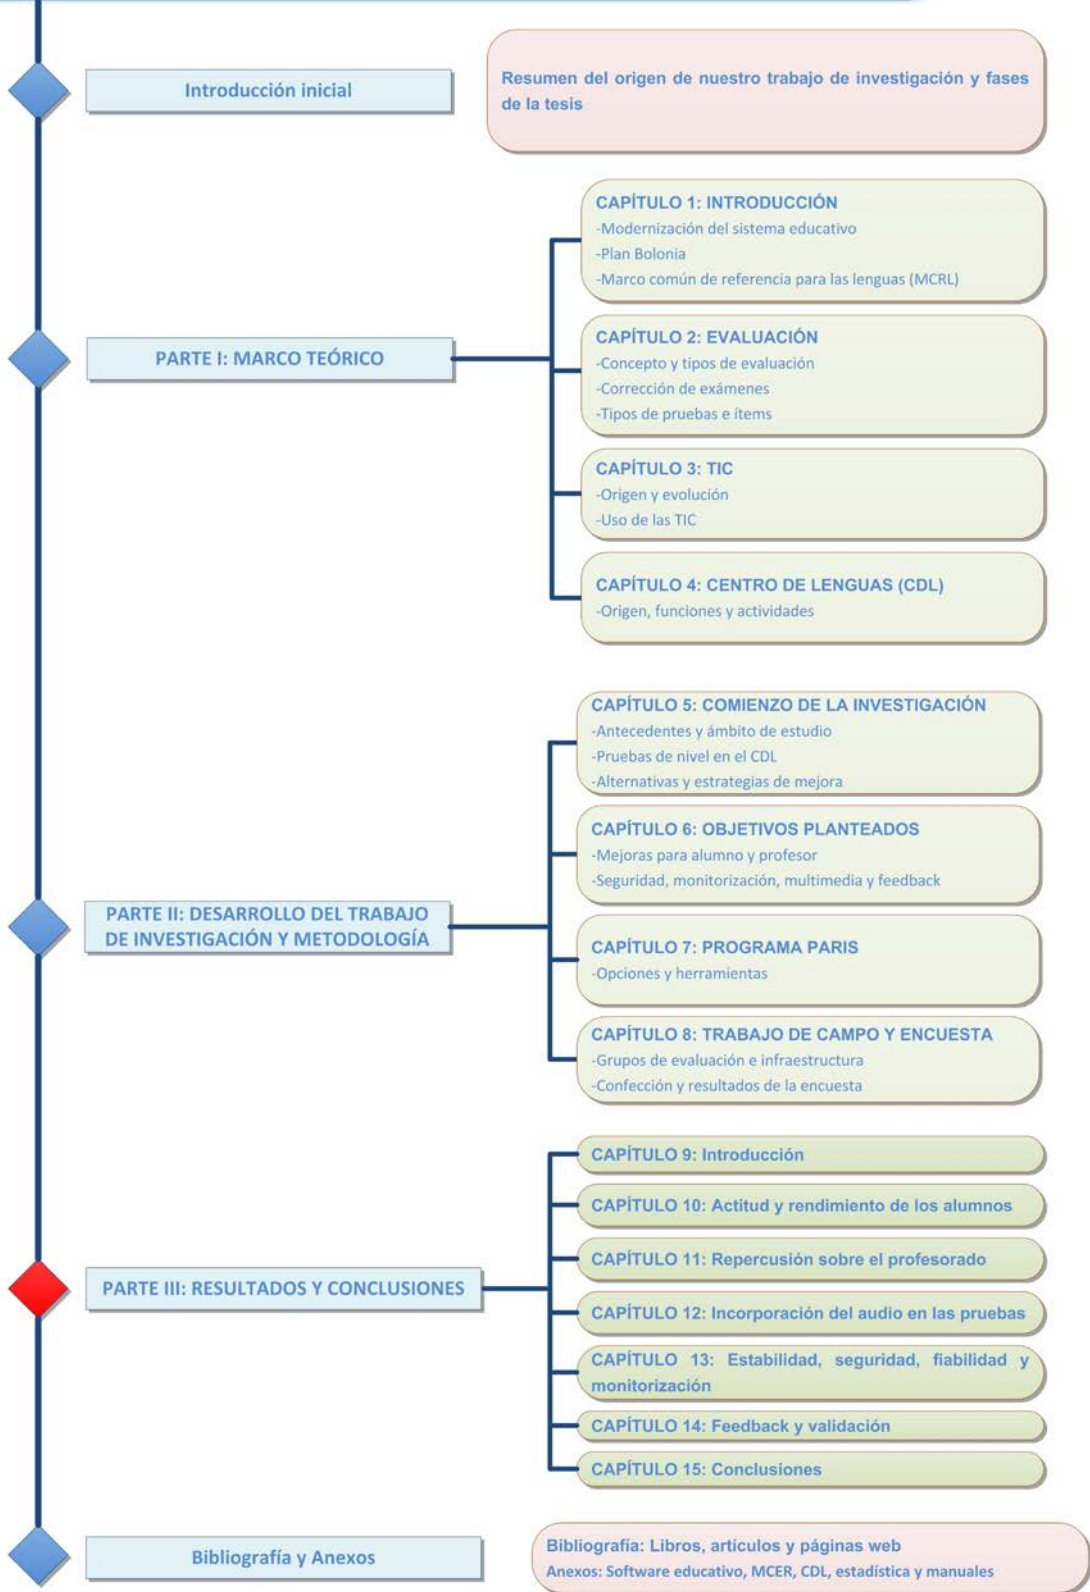 Introducción inicial
Resumen del origen de nuestro trabajo de investigación y fases
de la tesis
PARTE I: MARCO TEÓRICO
CAPÍTULO 1: INTRODUCCIÓN
-Modernización del sistema educativo
-Plan Bolonia
-Marco común de referencia para las lenguas (MCRL)
CAPÍTULO 2: EVALUACIÓN
-Concepto y tipos de evaluación
-Corrección de exámenes
-Tipos de pruebas e ítems
CAPÍTULO 3: TIC
-Origen y evolución
-Uso de las TIC
CAPÍTULO 4: CENTRO DE LENGUAS (CDL)
-Origen, funciones y actividades
PARTE II: DESARROLLO DEL TRABAJO
DE INVESTIGACIÓN Y METODOLOGÍA
CAPÍTULO 5: COMIENZO DE LA INVESTIGACIÓN
-Antecedentes y ámbito de estudio
-Pruebas de nivel en el CDL
-Alternativas y estrategias de mejora
CAPÍTULO 6: OBJETIVOS PLANTEADOS
-Mejoras para alumno y profesor
-Seguridad, monitorización, multimedia y feedback
CAPÍTULO 7: PROGRAMA PARIS
-Opciones y herramientas
CAPÍTULO 8: TRABAJO DE CAMPO Y ENCUESTA
-Grupos de evaluación e infraestructura
-Confección y resultados de la encuesta
PARTE III: RESULTADOS Y CONCLUSIONES
CAPÍTULO 9: Introducción
CAPÍTULO 10: Actitud y rendimiento de los alumnos
CAPÍTULO 11: Repercusión sobre el profesorado
CAPÍTULO 12: Incorporación del audio en las pruebas
CAPÍTULO 13: Estabilidad, seguridad, fiabilidad y
monitorización
CAPÍTULO 14: Feedback y validación
CAPÍTULO 15: Conclusiones
Bibliografía y Anexos
Bibliografia: Libros, artículos y páginas web
Anexos: Software educativo, MCER, CDL, estadística y manuales